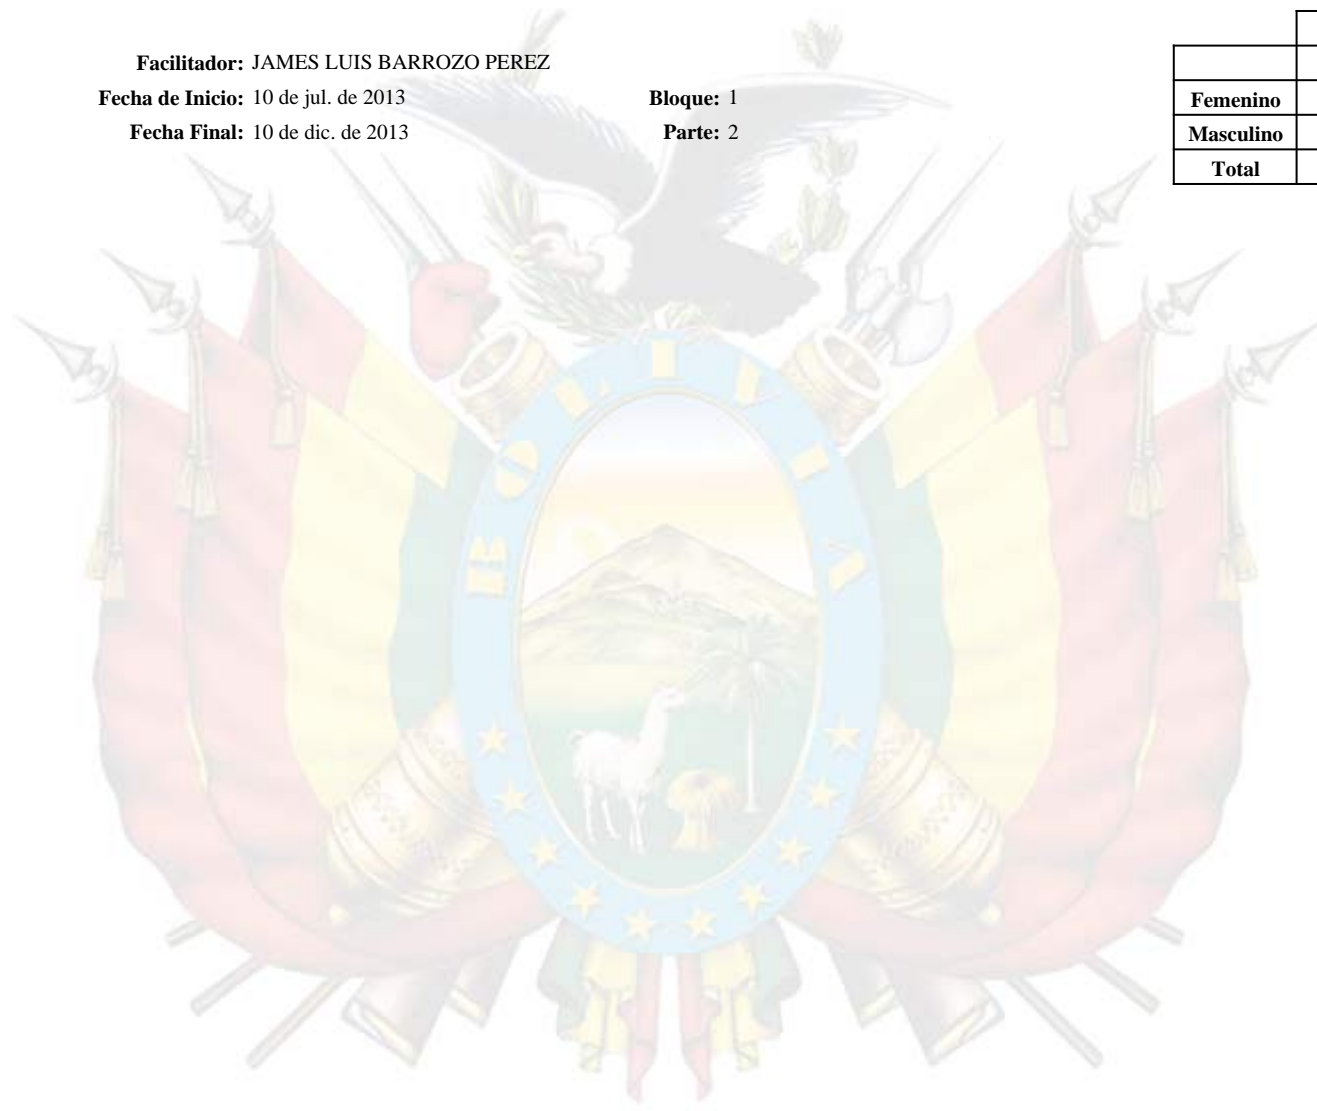 Facilitador: JAMES LUIS BARROZO PEREZ
Fecha de Inicio: 10 de jul. de 2013 Bloque: 1
Fecha Final: 10 de dic. de 2013 Parte: 2
Femenino
Masculino
Total
BOLIVIA